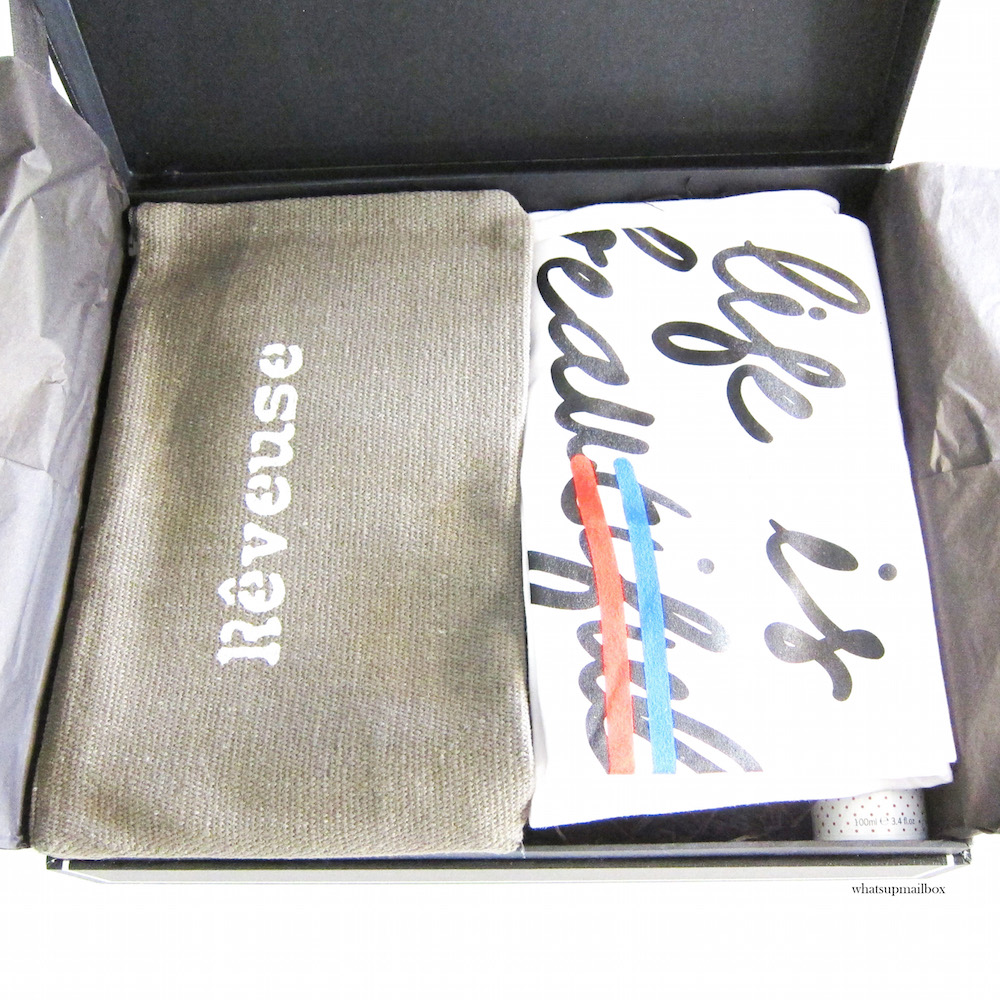 Rêveuse
life is
beautiful
100ml ℮ 3.4 fl.oz
whatsupmailbox